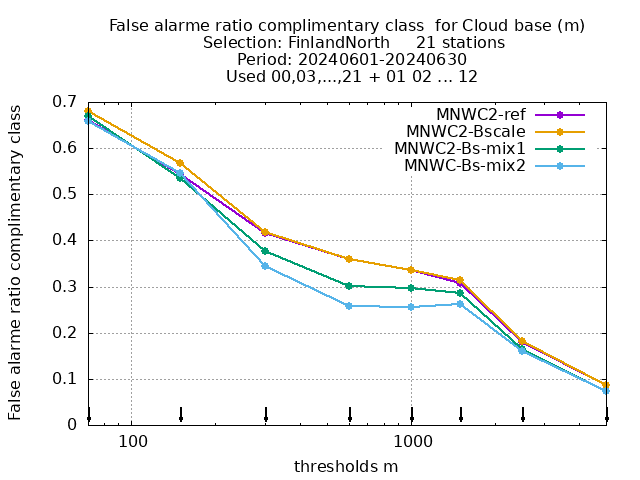 False alarme ratio complimentary class  for Cloud base (m)
Selection: FinlandNorth     21 stations
Period: 20240601-20240630
Used 00,03,...,21 + 01 02 ... 12
False alarme ratio complimentary class
0.7
0.6
0.5
0.4
0.3
0.2
0.1
0
MNWC2-ref
MNWC2-Bscale
MNWC2-Bs-mix1
MNWC-Bs-mix2
100
1000
thresholds m